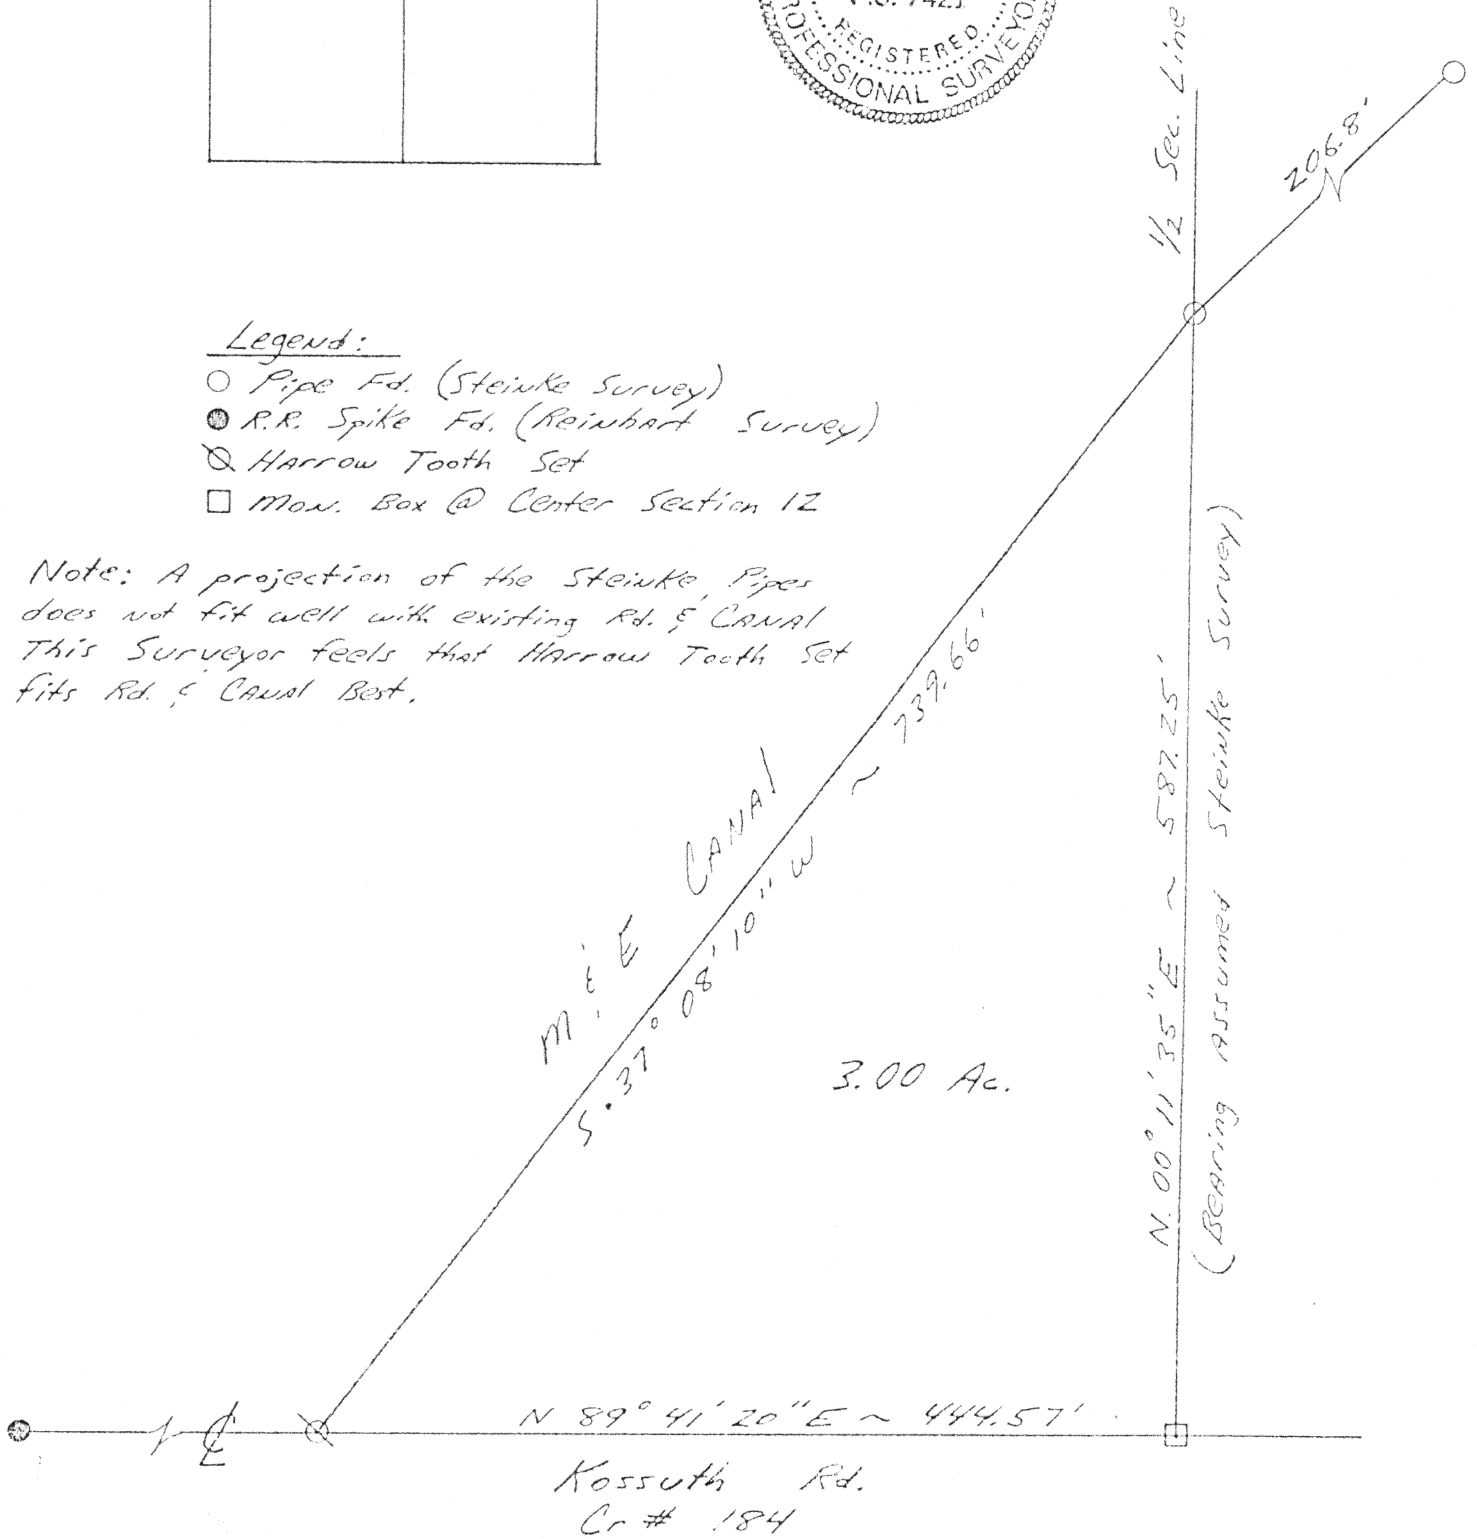 REGISTERED
PROFESSIONAL SURVEYOR
1/2 Sec. Line
206.8'
Legend:
Pipe Fd. (Steinke Survey)
R.R. Spike Fd. (Reinhart Survey)
Harrow Tooth Set
Mon. Box @ Center Section 12
Note: A projection of the Steinke Pipes
does not fit well with existing Rd. & Canal
This Surveyor feels that Harrow Tooth Set
fits Rd. & Canal Best.
M & E Canal
S. 37° 08' 10" W ~ 739.66'
3.00 Ac.
N. 00° 11' 35" E ~ 587.25'
(Bearing Assumed Steinke Survey)
N 89° 41' 20" E ~ 444.57'
Kossuth Rd.
Cr # 184